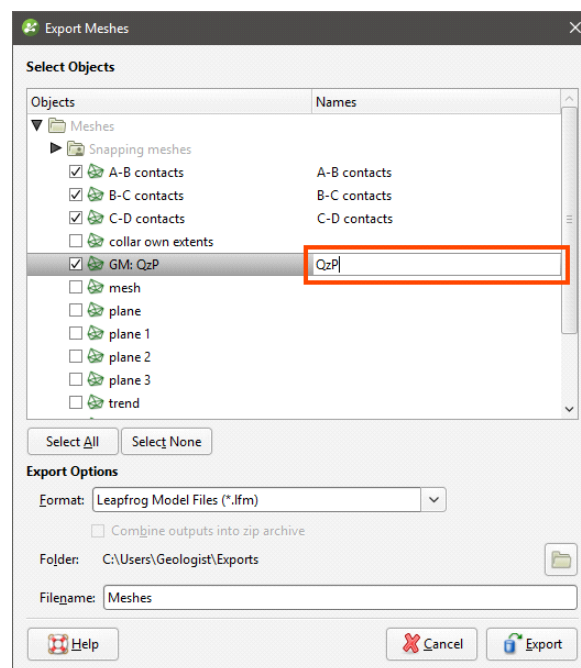 Export Meshes
Select Objects
Objects Names
Meshes
Snapping meshes
A-B contacts A-B contacts
B-C contacts B-C contacts
C-D contacts C-D contacts
collar own extents
GM: QzP QzP
mesh
plane
plane 1
plane 2
plane 3
trend
Select All Select None
Export Options
Format: Leapfrog Model Files (*.lfm)
Combine outputs into zip archive
Folder: C:\Users\Geologist\Exports
Filename: Meshes
Help Cancel Export